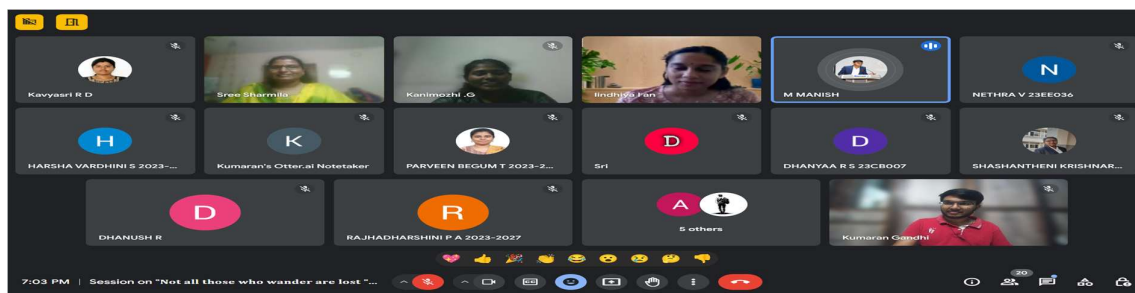 Kavyasri R D
Sree Sharmila
Kanimozhi .G
M MANISH
N
NETHRA V 23EE036
H
HARSHA VARDHINI S 2023-...
K
Kumaran's Otter.ai Notetaker
PARVEEN BEGUM T 2023-2...
D
Sri
D
DHANYAA R S 23CB007
SHASHANTHENI KRISHNAR...
D
DHANUSH R
R
RAJHADHARSHINI P A 2023-2027
A
5 others
Kumaran Gandhi
7:03 PM | Session on "Not all those who wander are lost "...
CC
20